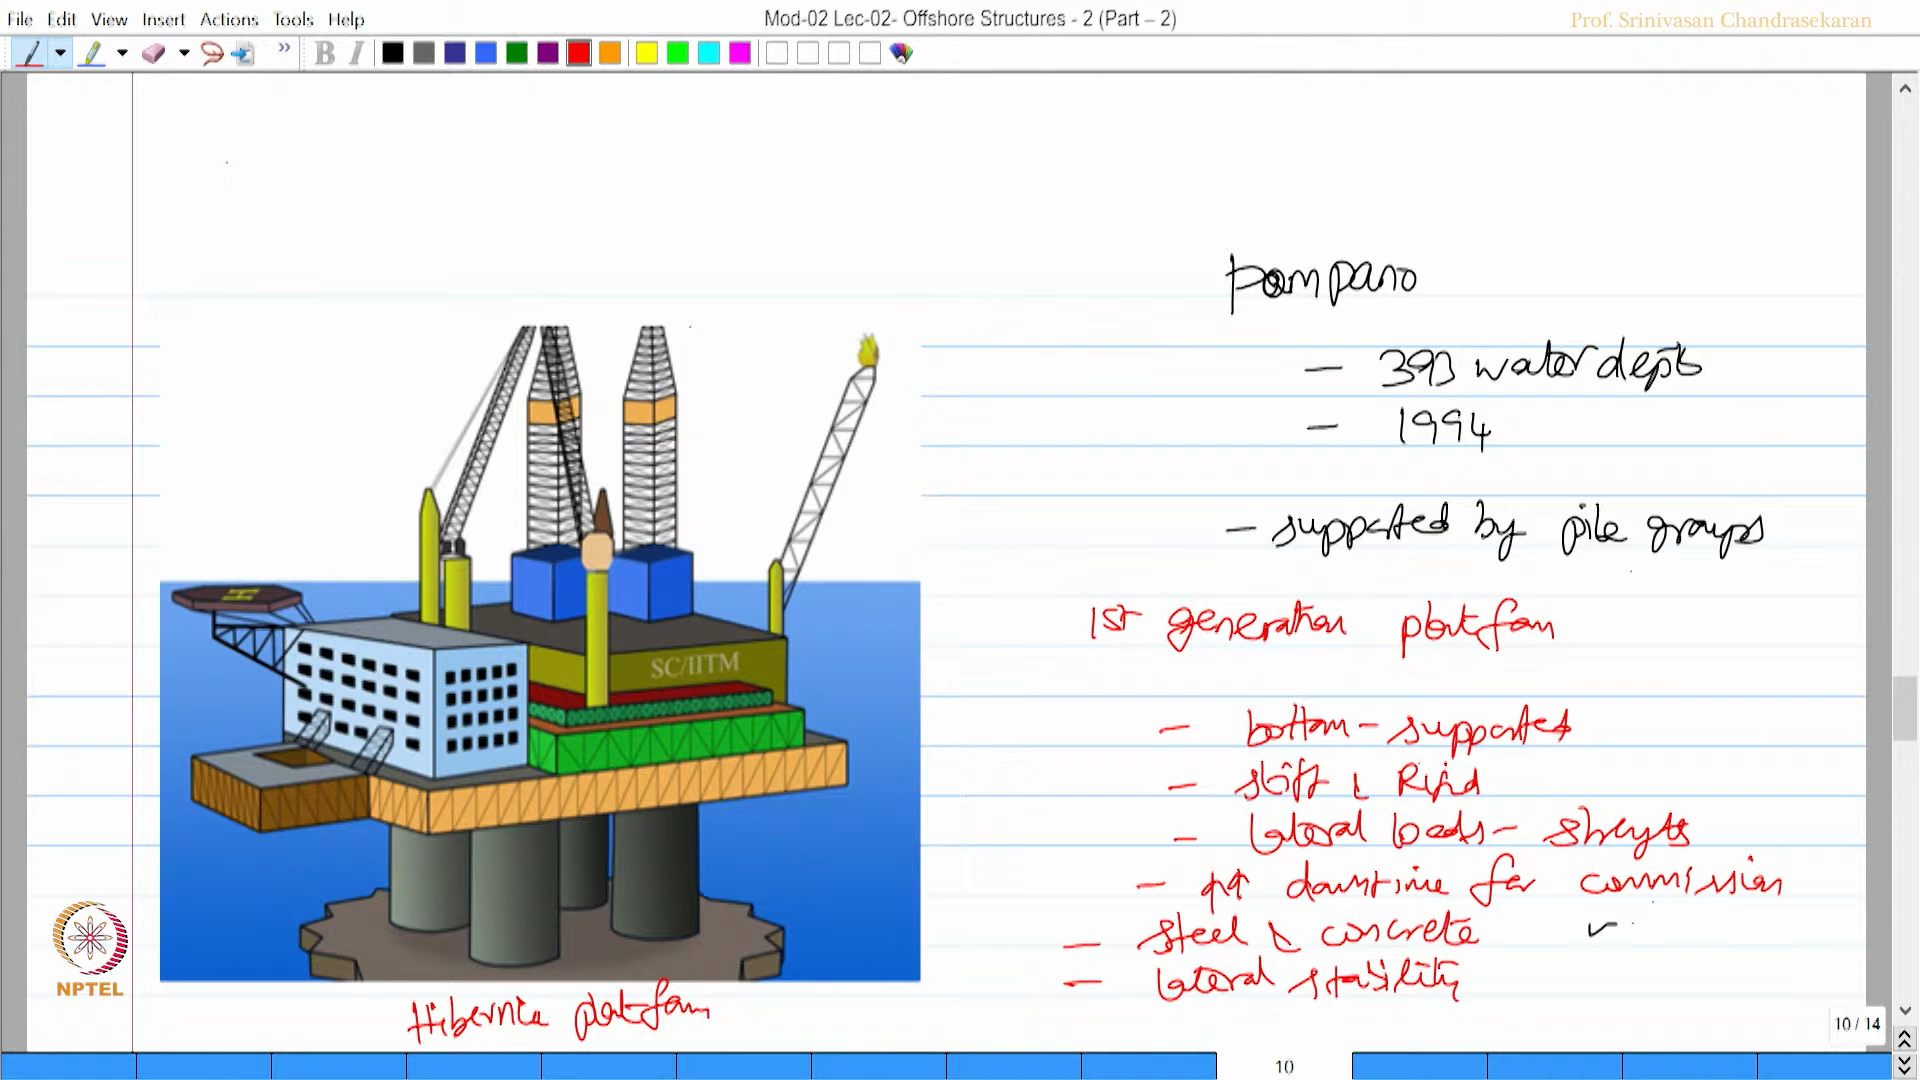 File Edit View Insert Actions Tools Help
Mod-02 Lec-02- Offshore Structures - 2 (Part – 2)
Prof. Srinivasan Chandrasekaran
B I
Pompano
- 393 water depth
- 1994
- supported by pile groups
1st generation platform
- bottom - supported
- stiff & Rigid
- lateral loads - strength
- ↑↑ downtime for commission
- steel & concrete ✓
- lateral stability
H
SC/IITM
NPTEL
Hibernia platform
10 / 14
10